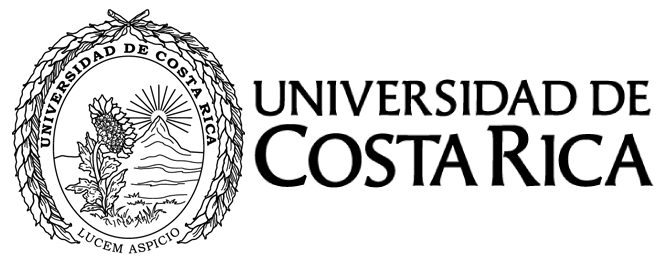 UNIVERSIDAD DE COSTA RICA
LUCEM ASPICIO
UNIVERSIDAD DE
COSTA RICA